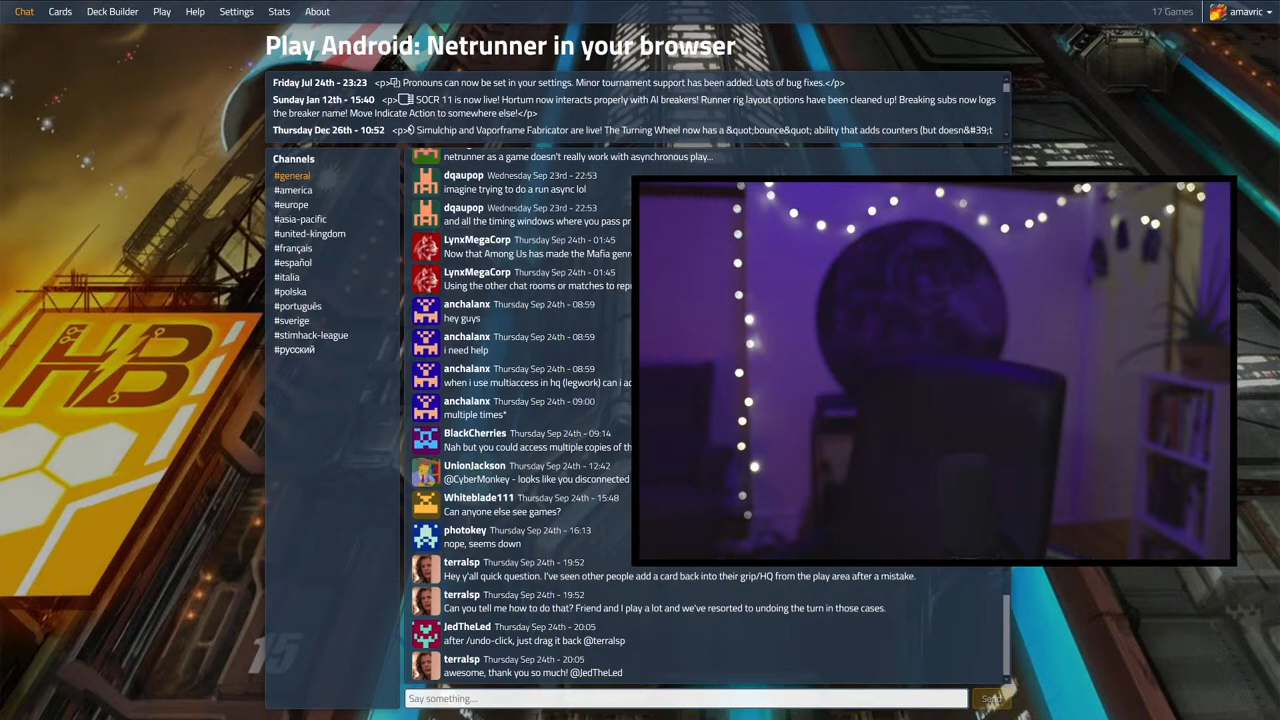 Chat Cards Deck Builder Play Help Settings Stats About 17 Games amavric
Play Android: Netrunner in your browser
Friday Jul 24th - 23:23 <p> Pronouns can now be set in your settings. Minor tournament support has been added. Lots of bug fixes.</p>
Sunday Jan 12th - 15:40 <p> SOCR 11 is now live! Hortum now interacts properly with AI breakers! Runner rig layout options have been cleaned up! Breaking subs now logs
the breaker name! Move Indicate Action to somewhere else!</p>
Thursday Dec 26th - 10:52 <p> Simulchip and Vaporframe Fabricator are live! The Turning Wheel now has a &quot;bounce&quot; ability that adds counters (but doesn&#39;t
Channels
#general
#america
#europe
#asia-pacific
#united-kingdom
#français
#español
#italia
#polska
#português
#sverige
#stimhack-league
#русский
netrunner as a game doesn't really work with asynchronous play...
dqaupop Wednesday Sep 23rd - 22:53
imagine trying to do a run async lol
dqaupop Wednesday Sep 23rd - 22:53
and all the timing windows where you pass pr
LynxMegaCorp Thursday Sep 24th - 01:45
Now that Among Us has made the Mafia genr
LynxMegaCorp Thursday Sep 24th - 01:45
Using the other chat rooms or matches to rep
anchalanx Thursday Sep 24th - 08:59
hey guys
anchalanx Thursday Sep 24th - 08:59
i need help
anchalanx Thursday Sep 24th - 08:59
when i use multiaccess in hq (legwork) can i ac
anchalanx Thursday Sep 24th - 09:00
multiple times*
BlackCherries Thursday Sep 24th - 09:14
Nah but you could access multiple copies of th
UnionJackson Thursday Sep 24th - 12:42
@CyberMonkey - looks like you disconnected
Whiteblade111 Thursday Sep 24th - 15:48
Can anyone else see games?
photokey Thursday Sep 24th - 16:13
nope, seems down
terralsp Thursday Sep 24th - 19:52
Hey y'all quick question. I've seen other people add a card back into their grip/HQ from the play area after a mistake.
terralsp Thursday Sep 24th - 19:52
Can you tell me how to do that? Friend and I play a lot and we've resorted to undoing the turn in those cases.
JedTheLed Thursday Sep 24th - 20:05
after /undo-click, just drag it back @terralsp
terralsp Thursday Sep 24th - 20:05
awesome, thank you so much! @JedTheLed
Say something.... Send
HB
15